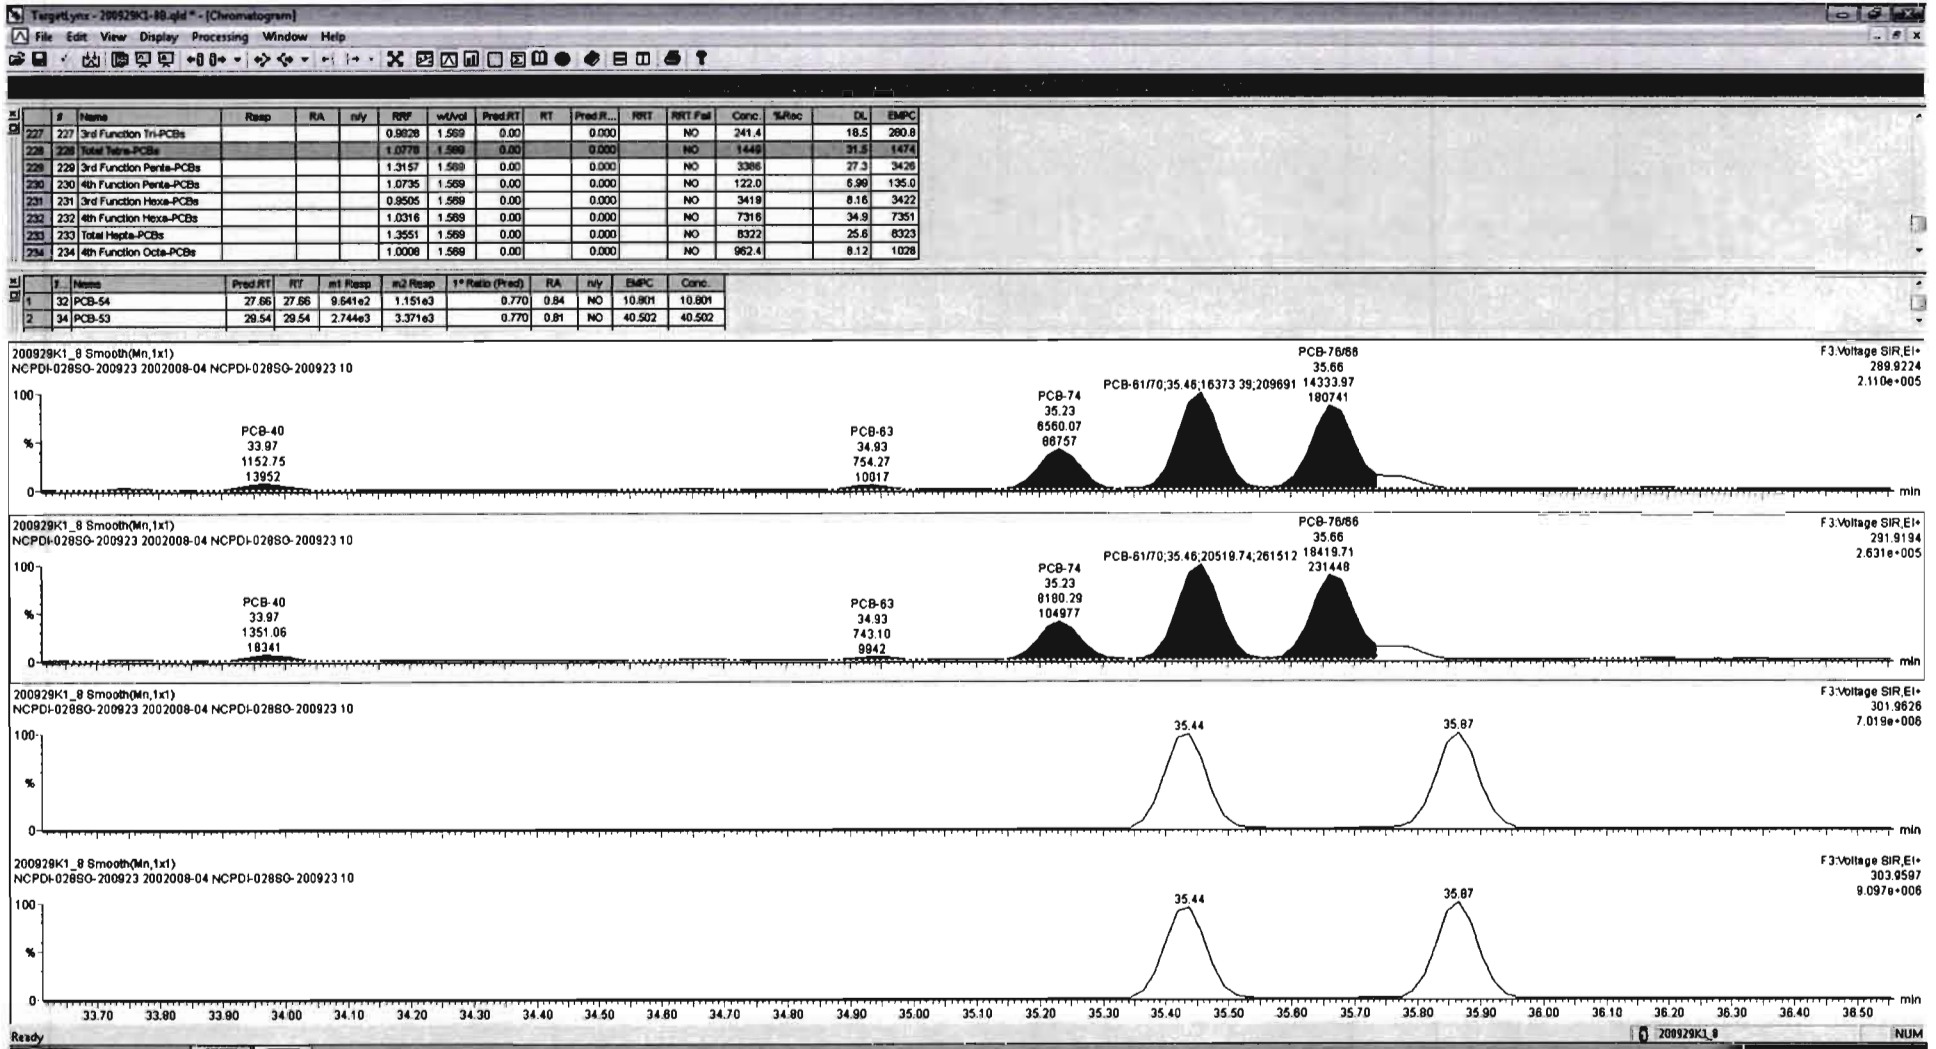 TargetLynx - 200929K1-8B.qld * - [Chromatogram]
File Edit View Display Processing Window Help
# Name Resp RA n/y RRF wt/vol Pred.RT RT Pred.R... RRT RRT Fail Conc. %Rec DL EMPC
227 227 3rd Function Tri-PCBs 0.9828 1.569 0.00 0.000 NO 241.4 18.5 280.8
228 228 Total Tetra-PCBs 1.0778 1.569 0.00 0.000 NO 1449 31.5 1474
229 229 3rd Function Penta-PCBs 1.3157 1.569 0.00 0.000 NO 3386 27.3 3426
230 230 4th Function Penta-PCBs 1.0735 1.569 0.00 0.000 NO 122.0 6.99 135.0
231 231 3rd Function Hexa-PCBs 0.9505 1.569 0.00 0.000 NO 3419 8.16 3422
232 232 4th Function Hexa-PCBs 1.0316 1.569 0.00 0.000 NO 7316 34.9 7351
233 233 Total Hepta-PCBs 1.3551 1.569 0.00 0.000 NO 8322 25.6 8323
234 234 4th Function Octa-PCBs 1.0008 1.569 0.00 0.000 NO 962.4 8.12 1028
Name Pred.RT RT m1 Resp m2 Resp 1° Ratio (Pred) RA n/y EMPC Conc.
1 32 PCB-54 27.66 27.66 9.641e2 1.151e3 0.770 0.84 NO 10.801 10.801
2 34 PCB-53 29.54 29.54 2.744e3 3.371e3 0.770 0.81 NO 40.502 40.502
200929K1_8 Smooth(Mn,1x1)
NCPDI-028SG-200923 2002008-04 NCPDI-028SG-200923 10
F3:Voltage SIR,EI+
289.9224
2.110e+005
100
%
0
PCB-40
33.97
1152.75
13952
PCB-63
34.93
754.27
10017
PCB-74
35.23
6560.07
86757
PCB-61/70;35.46;16373.39;209691
PCB-76/66
35.66
14333.97
180741
min
200929K1_8 Smooth(Mn,1x1)
NCPDI-028SG-200923 2002008-04 NCPDI-028SG-200923 10
F3:Voltage SIR,EI+
291.9194
2.631e+005
100
%
0
PCB-40
33.97
1351.06
18341
PCB-63
34.93
743.10
9942
PCB-74
35.23
8180.29
104977
PCB-61/70;35.46;20519.74;261512
PCB-76/66
35.66
18419.71
231448
min
200929K1_8 Smooth(Mn,1x1)
NCPDI-028SG-200923 2002008-04 NCPDI-028SG-200923 10
F3:Voltage SIR,EI+
301.9626
7.019e+006
100
%
0
35.44
35.87
min
200929K1_8 Smooth(Mn,1x1)
NCPDI-028SG-200923 2002008-04 NCPDI-028SG-200923 10
F3:Voltage SIR,EI+
303.9597
9.097e+006
100
%
0
35.44
35.87
min
33.70 33.80 33.90 34.00 34.10 34.20 34.30 34.40 34.50 34.60 34.70 34.80 34.90 35.00 35.10 35.20 35.30 35.40 35.50 35.60 35.70 35.80 35.90 36.00 36.10 36.20 36.30 36.40 36.50
Ready 200929K1_8 NUM